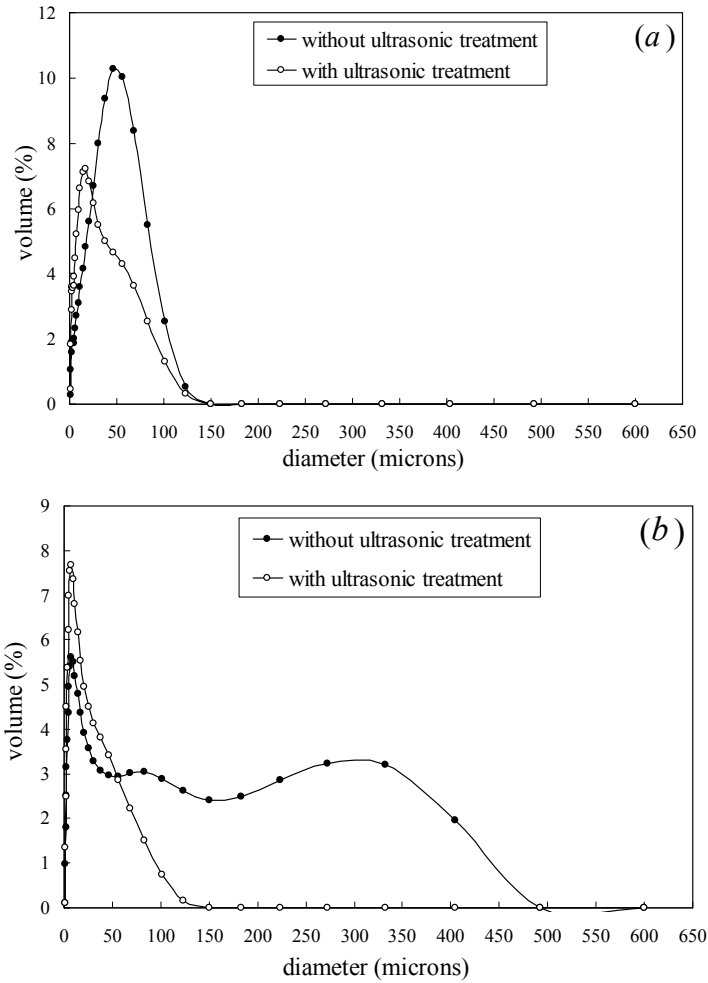 12
(a)
without ultrasonic treatment
with ultrasonic treatment
10
8
6
4
2
0
volume (%)
0 50 100 150 200 250 300 350 400 450 500 550 600 650
diameter (microns)
9
(b)
without ultrasonic treatment
with ultrasonic treatment
8
7
6
5
4
3
2
1
0
volume (%)
0 50 100 150 200 250 300 350 400 450 500 550 600 650
diameter (microns)